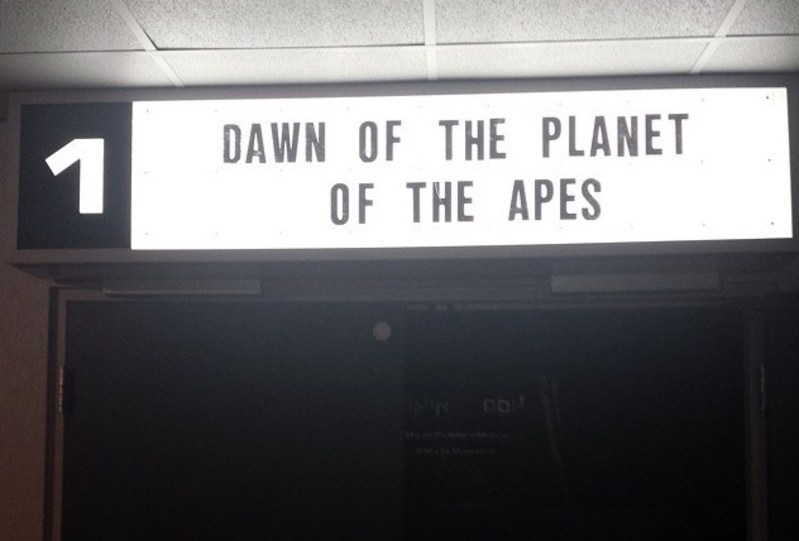 1
DAWN OF THE PLANET
OF THE APES